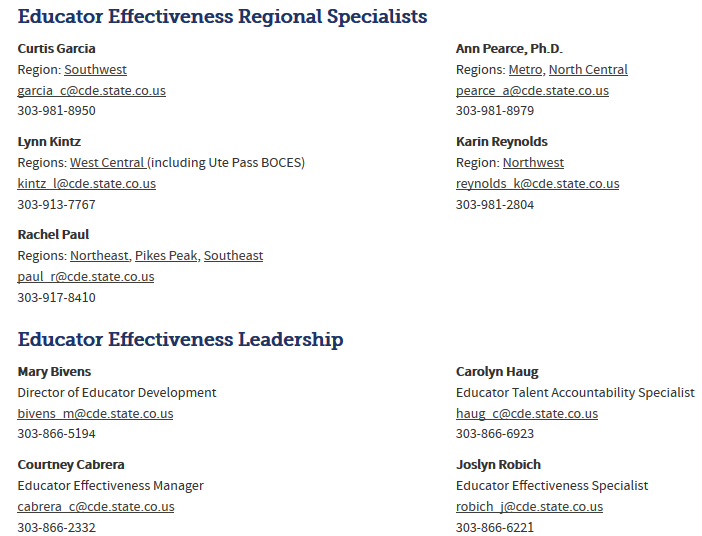 Educator Effectiveness Regional Specialists
Curtis Garcia
Region: Southwest
garcia_c@cde.state.co.us
303-981-8950
Ann Pearce, Ph.D.
Regions: Metro, North Central
pearce_a@cde.state.co.us
303-981-8979
Lynn Kintz
Regions: West Central (including Ute Pass BOCES)
kintz_l@cde.state.co.us
303-913-7767
Karin Reynolds
Region: Northwest
reynolds_k@cde.state.co.us
303-981-2804
Rachel Paul
Regions: Northeast, Pikes Peak, Southeast
paul_r@cde.state.co.us
303-917-8410
Educator Effectiveness Leadership
Mary Bivens
Director of Educator Development
bivens_m@cde.state.co.us
303-866-5194
Carolyn Haug
Educator Talent Accountability Specialist
haug_c@cde.state.co.us
303-866-6923
Courtney Cabrera
Educator Effectiveness Manager
cabrera_c@cde.state.co.us
303-866-2332
Joslyn Robich
Educator Effectiveness Specialist
robich_j@cde.state.co.us
303-866-6221